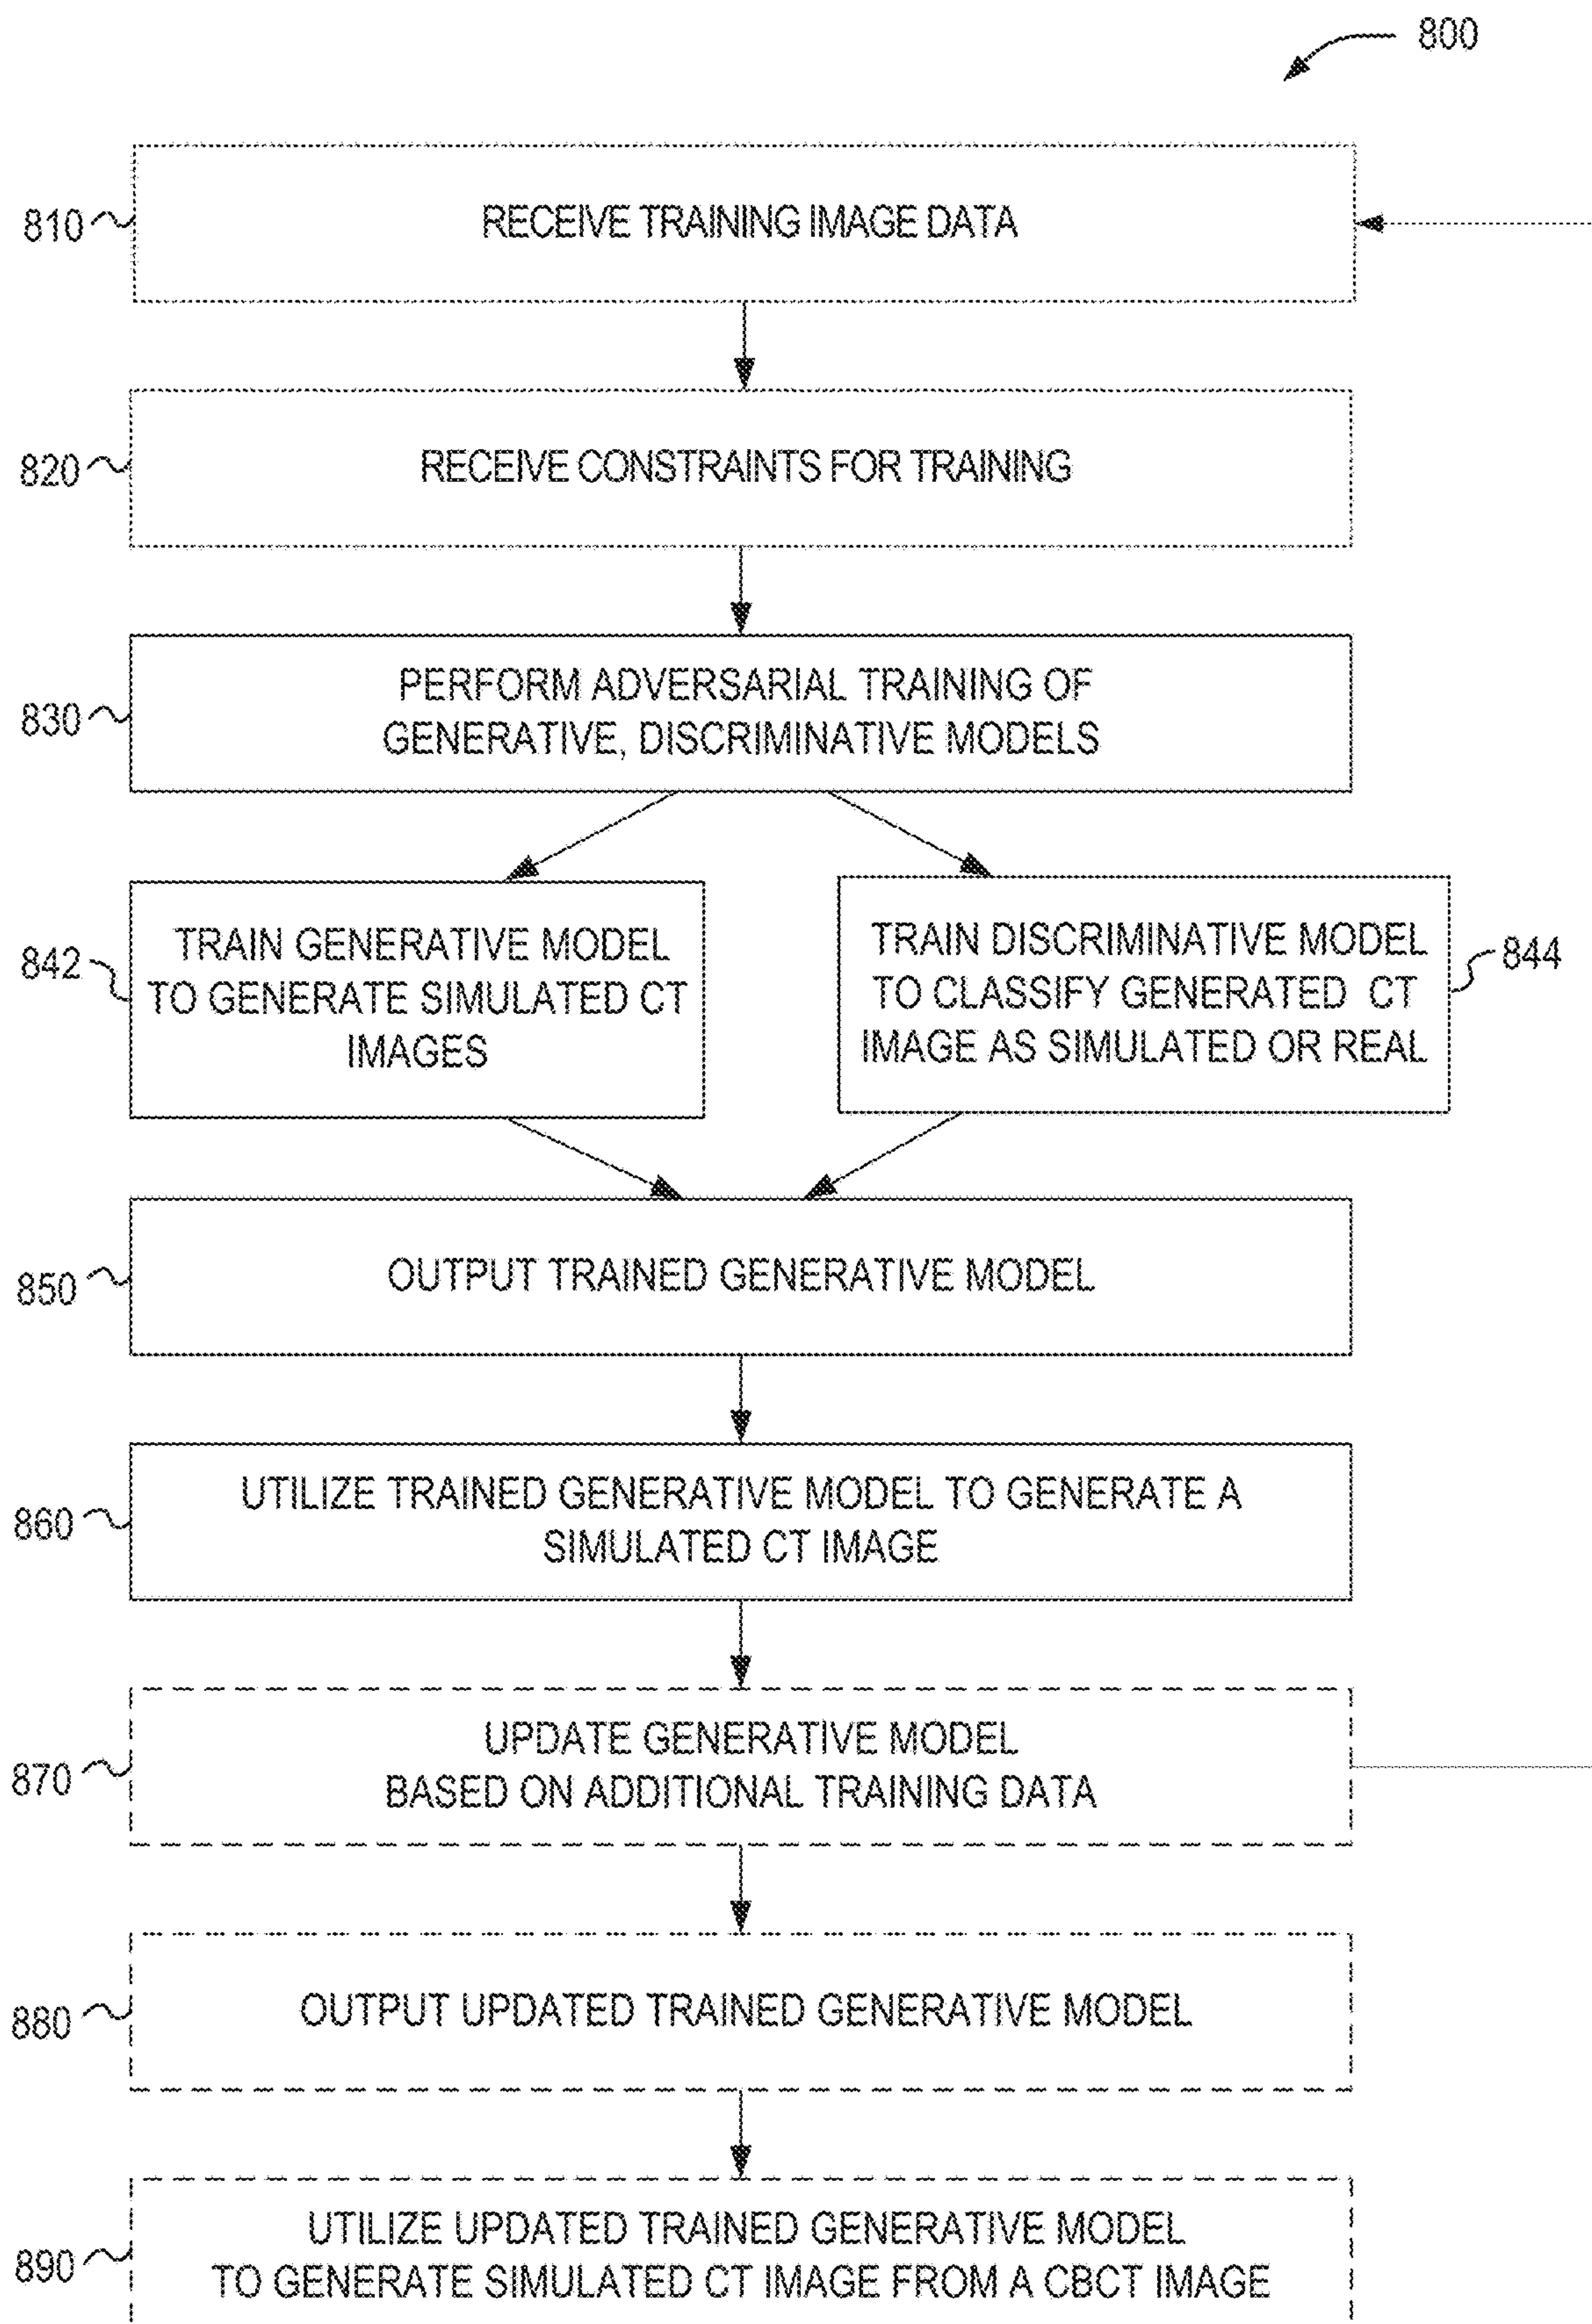 800
810
RECEIVE TRAINING IMAGE DATA
820
RECEIVE CONSTRAINTS FOR TRAINING
830
PERFORM ADVERSARIAL TRAINING OF
GENERATIVE, DISCRIMINATIVE MODELS
842
TRAIN GENERATIVE MODEL
TO GENERATE SIMULATED CT
IMAGES
TRAIN DISCRIMINATIVE MODEL
TO CLASSIFY GENERATED CT
IMAGE AS SIMULATED OR REAL
844
850
OUTPUT TRAINED GENERATIVE MODEL
860
UTILIZE TRAINED GENERATIVE MODEL TO GENERATE A
SIMULATED CT IMAGE
870
UPDATE GENERATIVE MODEL
BASED ON ADDITIONAL TRAINING DATA
880
OUTPUT UPDATED TRAINED GENERATIVE MODEL
890
UTILIZE UPDATED TRAINED GENERATIVE MODEL
TO GENERATE SIMULATED CT IMAGE FROM A CBCT IMAGE